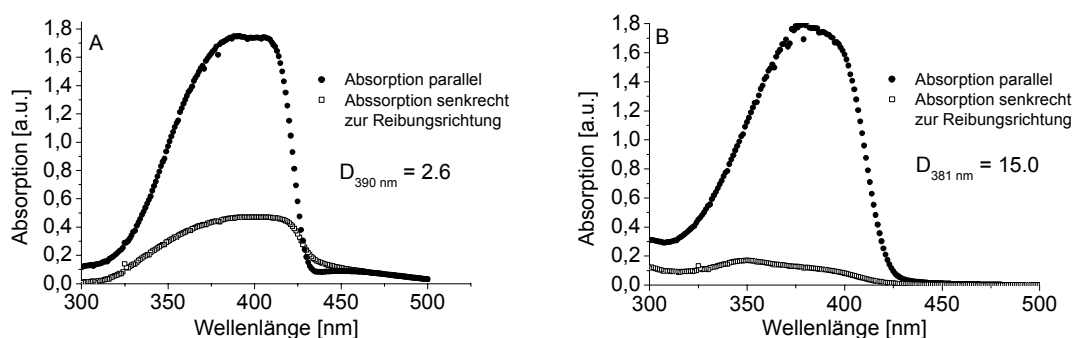 A
1,8
1,6
1,4
1,2
1,0
0,8
0,6
0,4
0,2
0,0
Absorption [a.u.]
Absorption parallel
Abssorption senkrecht
zur Reibungsrichtung
D390 nm = 2.6
300 350 400 450 500
Wellenlänge [nm]
B
1,8
1,6
1,4
1,2
1,0
0,8
0,6
0,4
0,2
0,0
Absorption [a.u.]
Absorption parallel
Absorption senkrecht
zur Reibungsrichtung
D381 nm = 15.0
300 350 400 450 500
Wellenlänge [nm]